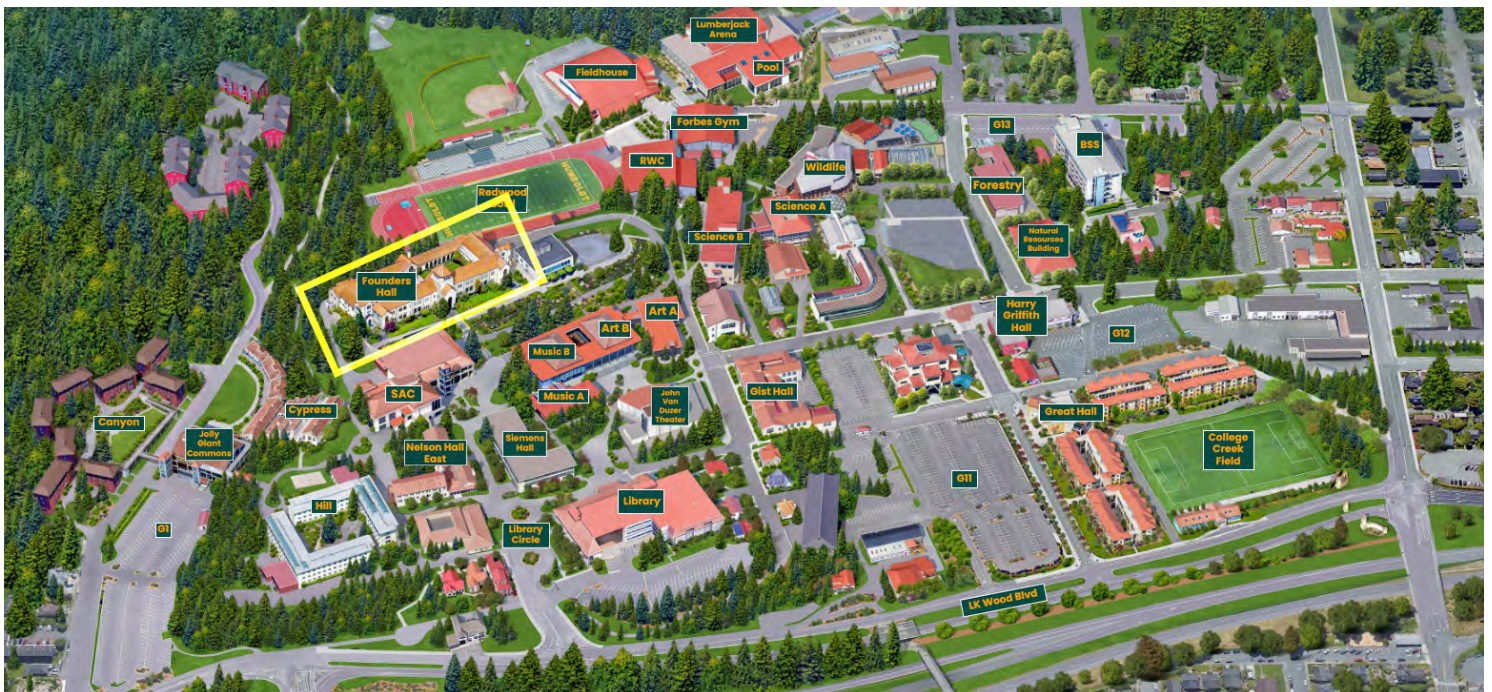 Lumberjack
Arena
Pool
Fieldhouse
Forbes Gym
G13
BSS
RWC
Wildlife
Forestry
Redwood
HUMBOLDT
LUMBERJACKS
Science A
Science B
Natural
Resources
Building
Founders
Hall
Art A
Art B
Music B
Music A
Harry
Griffith
Hall
G12
SAC
John
Van
Duzer
Theater
Gist Hall
Cypress
Canyon
Jolly
Giant
Commons
Great Hall
College
Creek
Field
Nelson Hall
East
Siemens
Hall
G11
Hill
Library
G1
Library
Circle
LK Wood Blvd